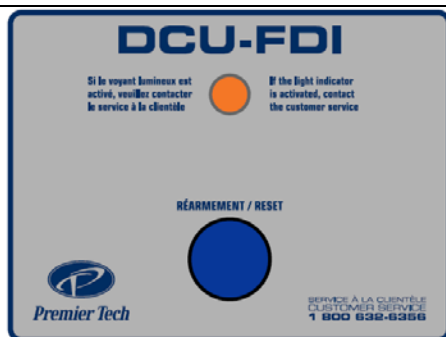 DCU-FDI
Si le voyant lumineux est
activé, veuillez contacter
le service à la clientèle
If the light indicator
is activated, contact
the customer service
RÉARMEMENT / RESET
Premier Tech
SERVICE À LA CLIENTÈLE
CUSTOMER SERVICE
1 800 632-6356